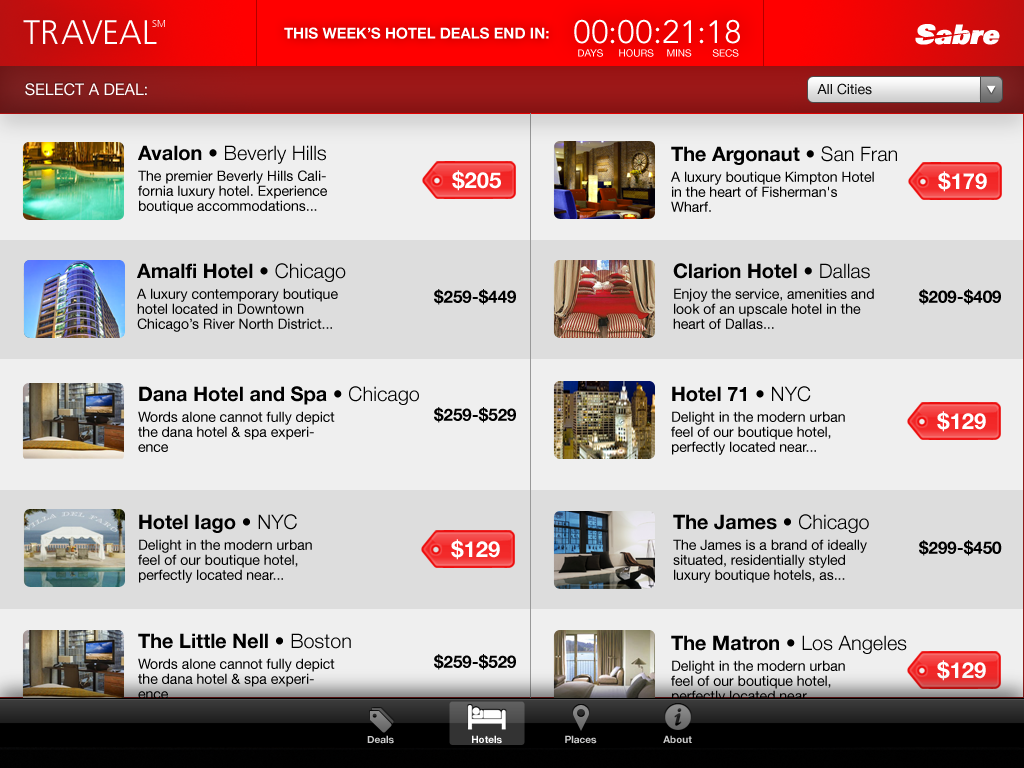 TRAVEAL SM
THIS WEEK'S HOTEL DEALS END IN:
00:00:21:18
DAYS HOURS MINS SECS
Sabre
SELECT A DEAL:
All Cities
Avalon • Beverly Hills
The premier Beverly Hills Cali-
fornia luxury hotel. Experience
boutique accommodations...
$205
The Argonaut • San Fran
A luxury boutique Kimpton Hotel
in the heart of Fisherman's
Wharf.
$179
Amalfi Hotel • Chicago
A luxury contemporary boutique
hotel located in Downtown
Chicago's River North District...
$259-$449
Clarion Hotel • Dallas
Enjoy the service, amenities and
look of an upscale hotel in the
heart of Dallas...
$209-$409
Dana Hotel and Spa • Chicago
Words alone cannot fully depict
the dana hotel & spa experi-
ence
$259-$529
Hotel 71 • NYC
Delight in the modern urban
feel of our boutique hotel,
perfectly located near...
$129
Hotel Iago • NYC
Delight in the modern urban
feel of our boutique hotel,
perfectly located near...
$129
The James • Chicago
The James is a brand of ideally
situated, residentially styled
luxury boutique hotels, as...
$299-$450
The Little Nell • Boston
Words alone cannot fully depict
the dana hotel & spa experi-
ence
$259-$529
The Matron • Los Angeles
Delight in the modern urban
feel of our boutique hotel,
perfectly located near
$129
Deals
Hotels
Places
About